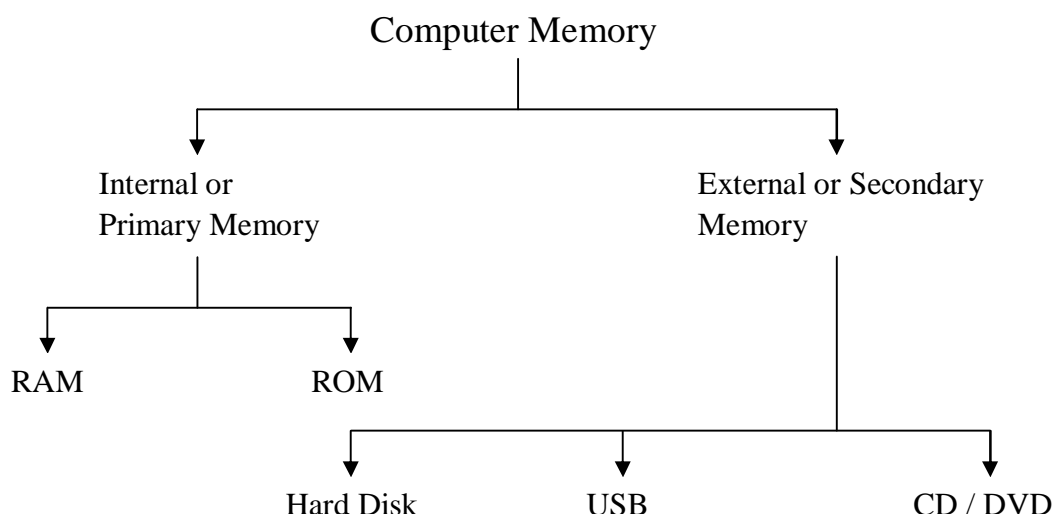 Computer Memory
Internal or
Primary Memory
External or Secondary
Memory
RAM
ROM
Hard Disk
USB
CD / DVD